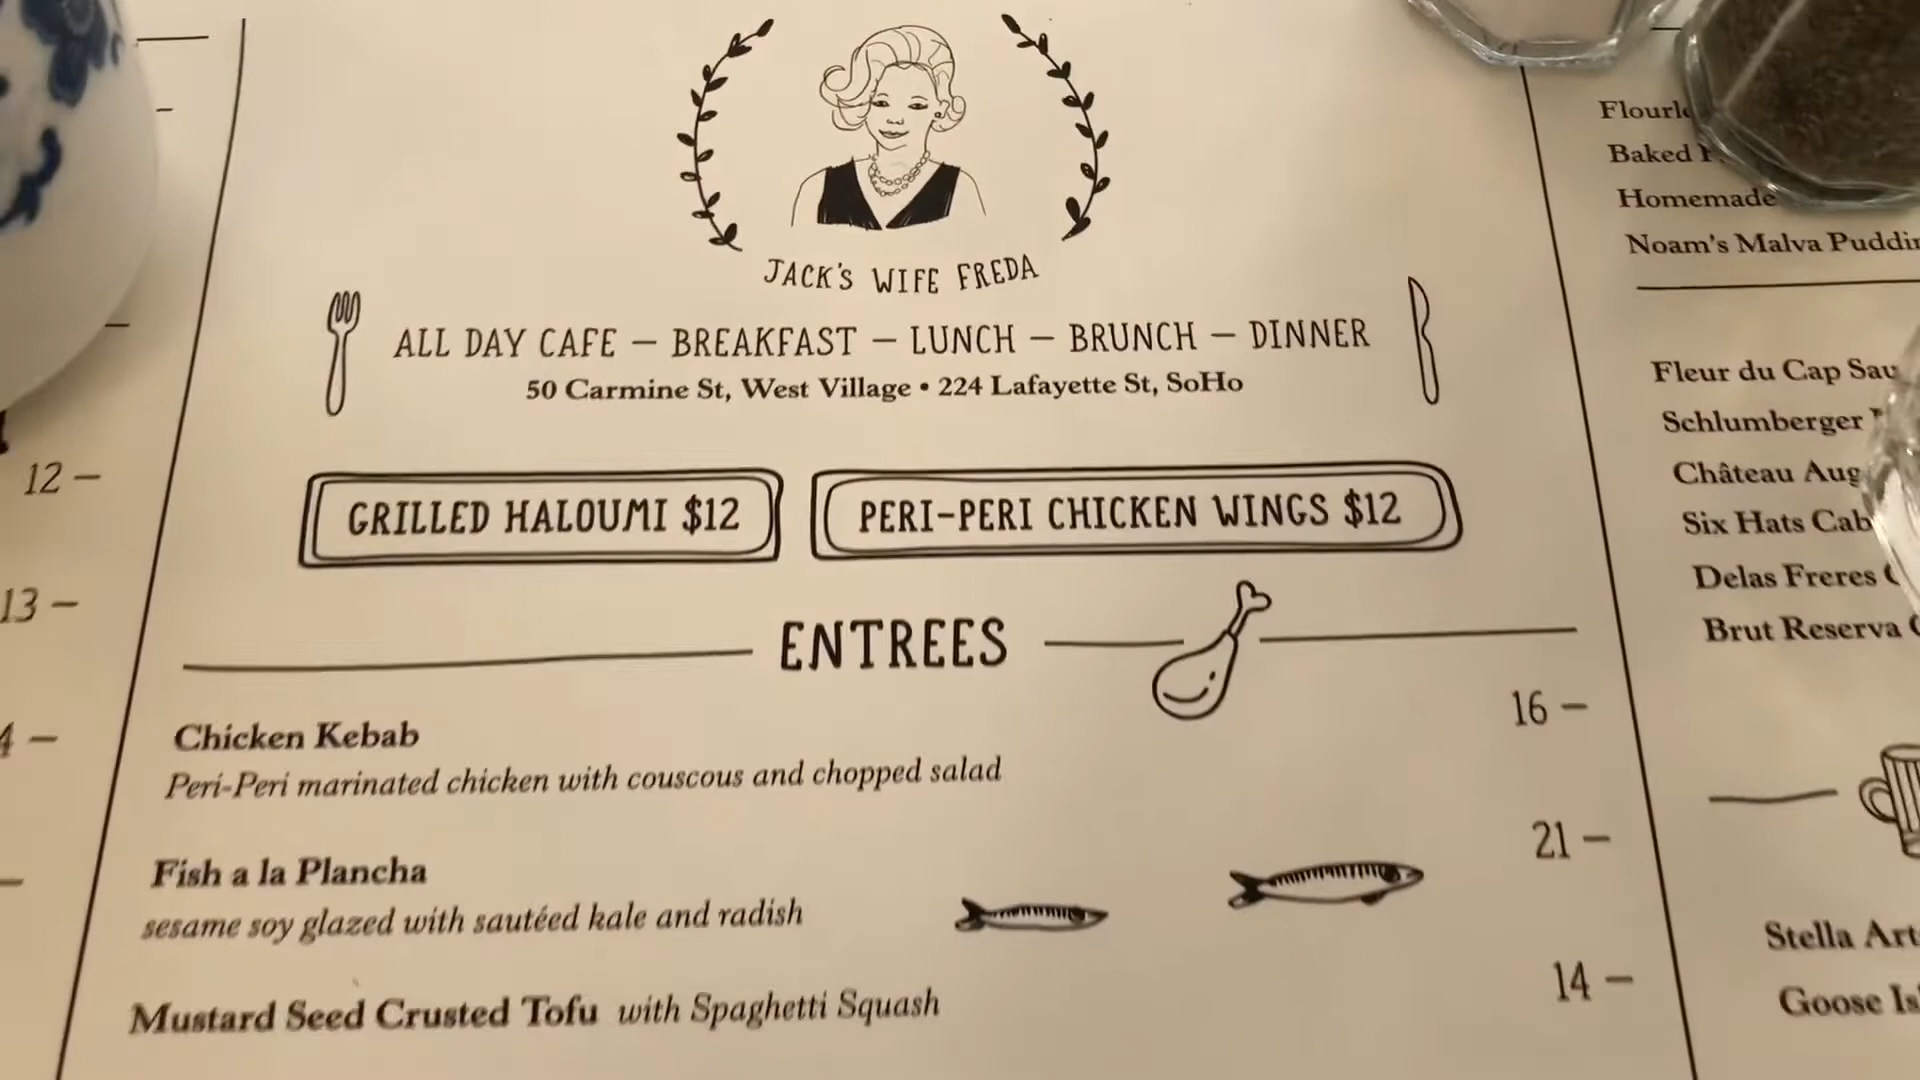 JACK'S WIFE FREDA
ALL DAY CAFE — BREAKFAST — LUNCH — BRUNCH — DINNER
50 Carmine St, West Village • 224 Lafayette St, SoHo
GRILLED HALOUMI $12
PERI-PERI CHICKEN WINGS $12
ENTREES
Chicken Kebab 16 —
Peri-Peri marinated chicken with couscous and chopped salad
Fish a la Plancha 21 —
sesame soy glazed with sautéed kale and radish
Mustard Seed Crusted Tofu with Spaghetti Squash 14 —
12 —
13 —
4 —
Baked
Homemade
Noam's Malva
Fleur du Cap
Schlumberger
Château
Six Hats
Delas Freres
Brut Reserva
Stella
Goose